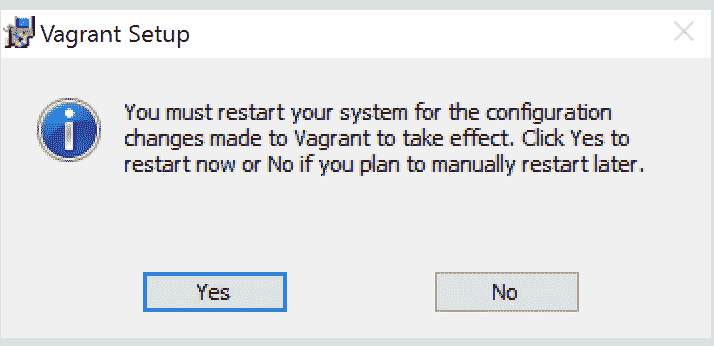 Vagrant Setup
You must restart your system for the configuration
changes made to Vagrant to take effect. Click Yes to
restart now or No if you plan to manually restart later.
Yes
No